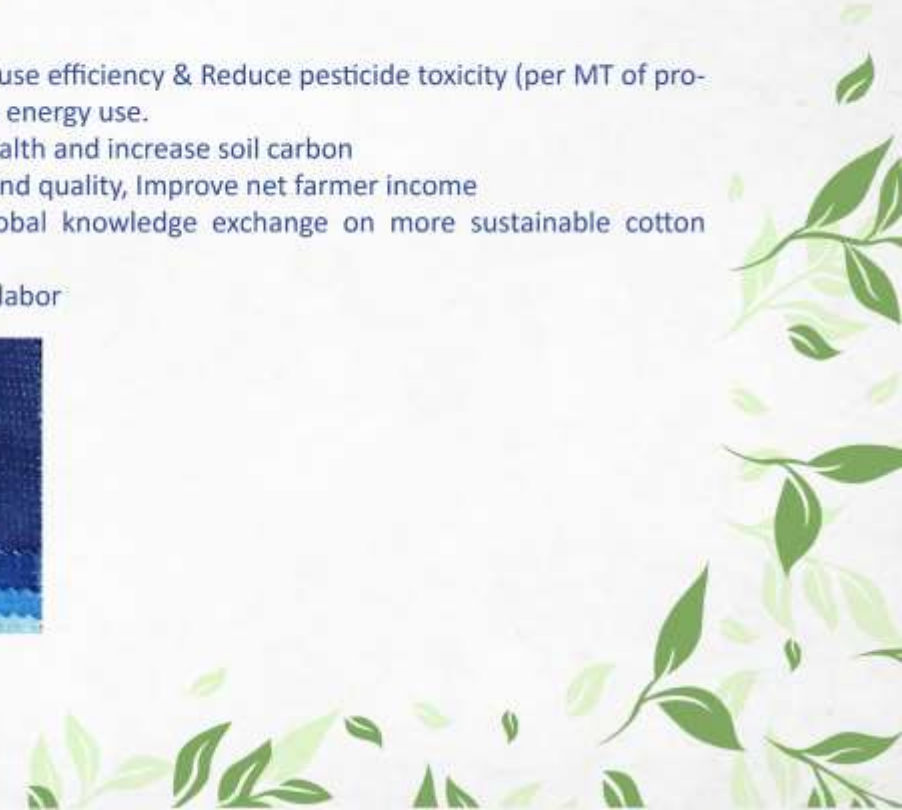 use efficiency & Reduce pesticide toxicity (per MT of pro-
energy use.
alth and increase soil carbon
nd quality, Improve net farmer income
obal knowledge exchange on more sustainable cotton
labor